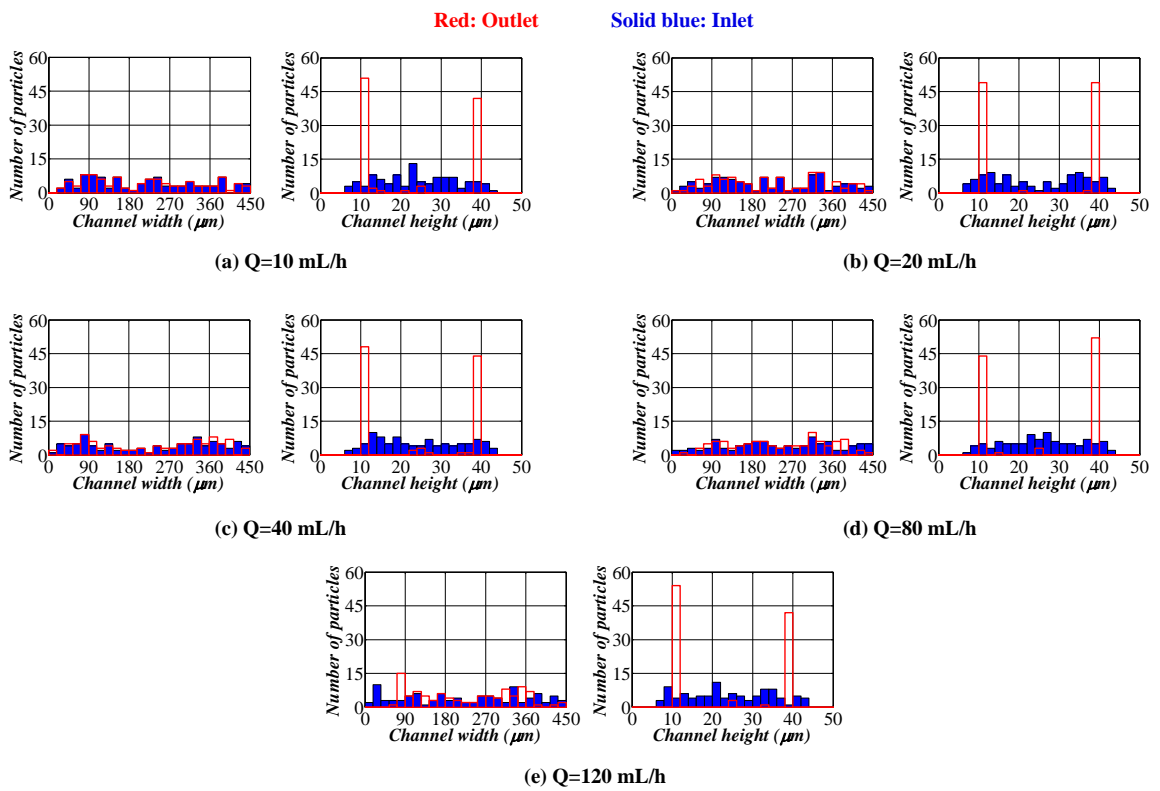 Red: Outlet Solid blue: Inlet
Number of particles
60
45
30
15
0
0 90 180 270 360 450
Channel width (μm)
Number of particles
60
45
30
15
0
0 10 20 30 40 50
Channel height (μm)
(a) Q=10 mL/h
Number of particles
60
45
30
15
0
0 90 180 270 360 450
Channel width (μm)
Number of particles
60
45
30
15
0
0 10 20 30 40 50
Channel height (μm)
(b) Q=20 mL/h
Number of particles
60
45
30
15
0
0 90 180 270 360 450
Channel width (μm)
Number of particles
60
45
30
15
0
0 10 20 30 40 50
Channel height (μm)
(c) Q=40 mL/h
Number of particles
60
45
30
15
0
0 90 180 270 360 450
Channel width (μm)
Number of particles
60
45
30
15
0
0 10 20 30 40 50
Channel height (μm)
(d) Q=80 mL/h
Number of particles
60
45
30
15
0
0 90 180 270 360 450
Channel width (μm)
Number of particles
60
45
30
15
0
0 10 20 30 40 50
Channel height (μm)
(e) Q=120 mL/h